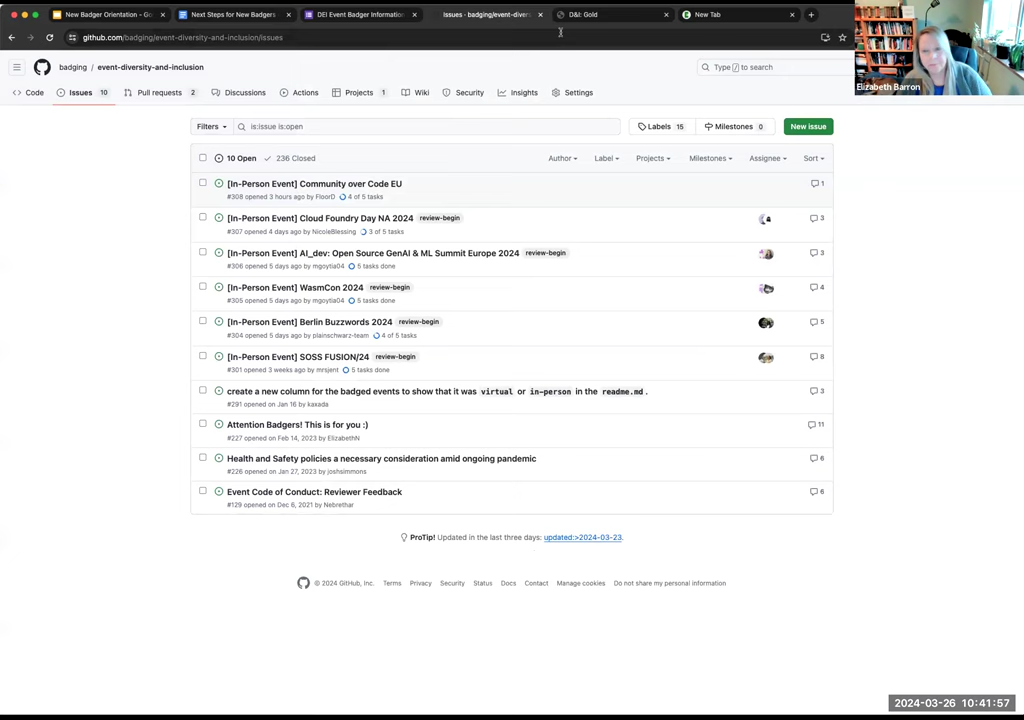 New Badger Orientation - Go
Next Steps for New Badgers
DEI Event Badger Information
Issues · badging/event-divers
D&I: Gold
New Tab
github.com/badging/event-diversity-and-inclusion/issues
badging / event-diversity-and-inclusion
Type / to search
Elizabeth Barron
Code
Issues 10
Pull requests 2
Discussions
Actions
Projects 1
Wiki
Security
Insights
Settings
Filters
is:issue is:open
Labels 15
Milestones 0
New issue
10 Open
236 Closed
Author
Label
Projects
Milestones
Assignee
Sort
[In-Person Event] Community over Code EU
1
#308 opened 3 hours ago by FloorD 4 of 5 tasks
[In-Person Event] Cloud Foundry Day NA 2024 review-begin
3
#307 opened 4 days ago by NicoleBlessing 3 of 5 tasks
[In-Person Event] AI_dev: Open Source GenAI & ML Summit Europe 2024 review-begin
3
#306 opened 5 days ago by mgoytia04 5 tasks done
[In-Person Event] WasmCon 2024 review-begin
4
#305 opened 5 days ago by mgoytia04 5 tasks done
[In-Person Event] Berlin Buzzwords 2024 review-begin
5
#304 opened 5 days ago by plainschwarz-team 4 of 5 tasks
[In-Person Event] SOSS FUSION/24 review-begin
8
#301 opened 3 weeks ago by mrsjent 5 tasks done
create a new column for the badged events to show that it was virtual or in-person in the readme.md .
3
#291 opened on Jan 16 by kaxada
Attention Badgers! This is for you :)
11
#227 opened on Feb 14, 2023 by ElizabethN
Health and Safety policies a necessary consideration amid ongoing pandemic
6
#226 opened on Jan 27, 2023 by joshsimmons
Event Code of Conduct: Reviewer Feedback
6
#129 opened on Dec 6, 2021 by Nebrethar
ProTip! Updated in the last three days: updated:>2024-03-23.
© 2024 GitHub, Inc. Terms Privacy Security Status Docs Contact Manage cookies Do not share my personal information
2024-03-26 10:41:57